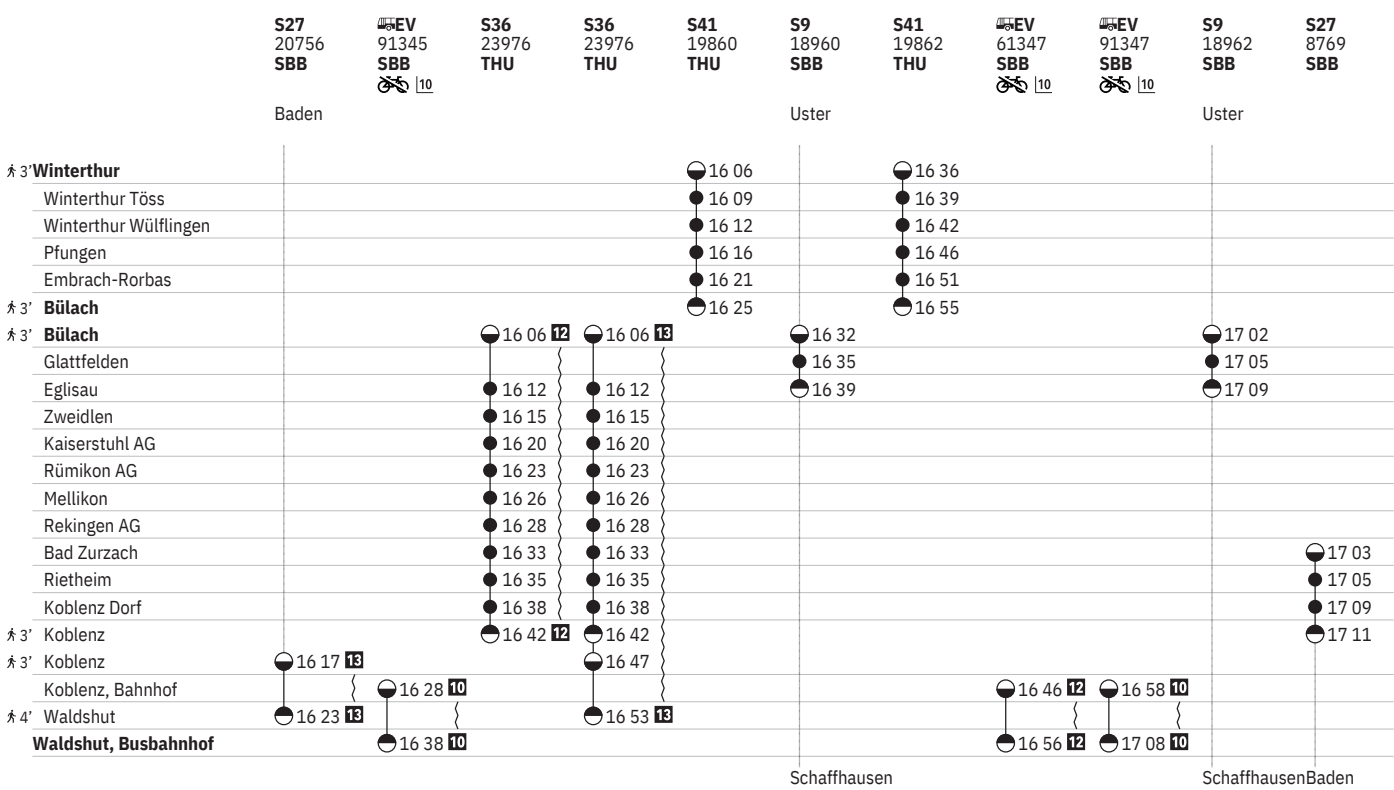 S27 EV S36 S36 S41 S9 S41 EV EV S9 S27
20756 91345 23976 23976 19860 18960 19862 61347 91347 18962 8769
SBB SBB THU THU THU SBB THU SBB SBB SBB SBB
10 10 10
Baden Uster Uster
3’ Winterthur 16 06 16 36
Winterthur Töss 16 09 16 39
Winterthur Wülflingen 16 12 16 42
Pfungen 16 16 16 46
Embrach-Rorbas 16 21 16 51
3’ Bülach 16 25 16 55
3’ Bülach 16 06 12 16 06 13 16 32 17 02
Glattfelden 16 35 17 05
Eglisau 16 12 16 12 16 39 17 09
Zweidlen 16 15 16 15
Kaiserstuhl AG 16 20 16 20
Rümikon AG 16 23 16 23
Mellikon 16 26 16 26
Rekingen AG 16 28 16 28
Bad Zurzach 16 33 16 33 17 03
Rietheim 16 35 16 35 17 05
Koblenz Dorf 16 38 16 38 17 09
3’ Koblenz 16 42 12 16 42 17 11
3’ Koblenz 16 17 13 16 47
Koblenz, Bahnhof 16 28 10 16 46 12 16 58 10
4’ Waldshut 16 23 13 16 53 13
Waldshut, Busbahnhof 16 38 10 16 56 12 17 08 10
Schaffhausen Schaffhausen Baden